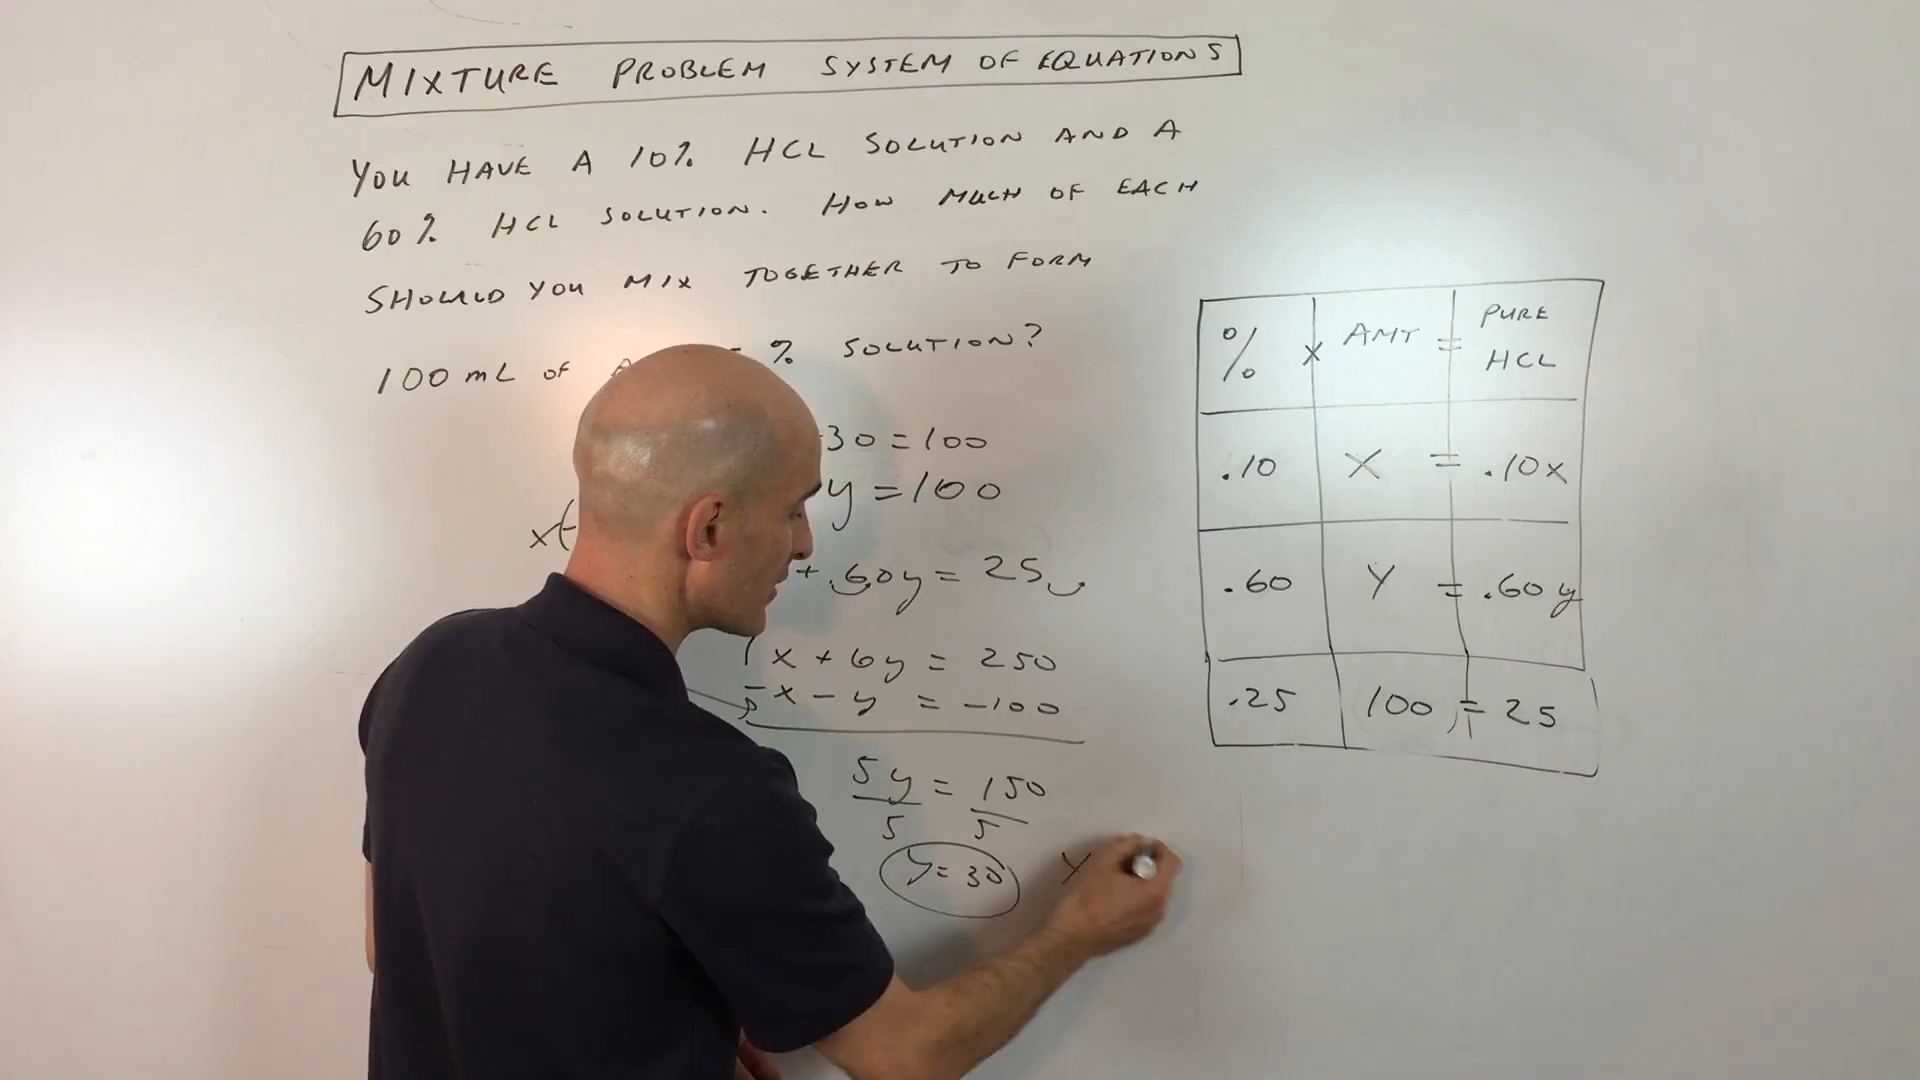 MIXTURE PROBLEM SYSTEM OF EQUATIONS
YOU HAVE A 10% HCL SOLUTION AND A
60% HCL SOLUTION. HOW MUCH OF EACH
SHOULD YOU MIX TOGETHER TO FORM
100 mL OF % SOLUTION?
30 = 100
y = 100
x(
+ .60y = 25
1x + 6y = 250
-x - y = -100
5y = 150
5 5
y = 30 X
% x AMT = PURE HCL
.10 X = .10x
.60 Y = .60y
.25 100 = 25